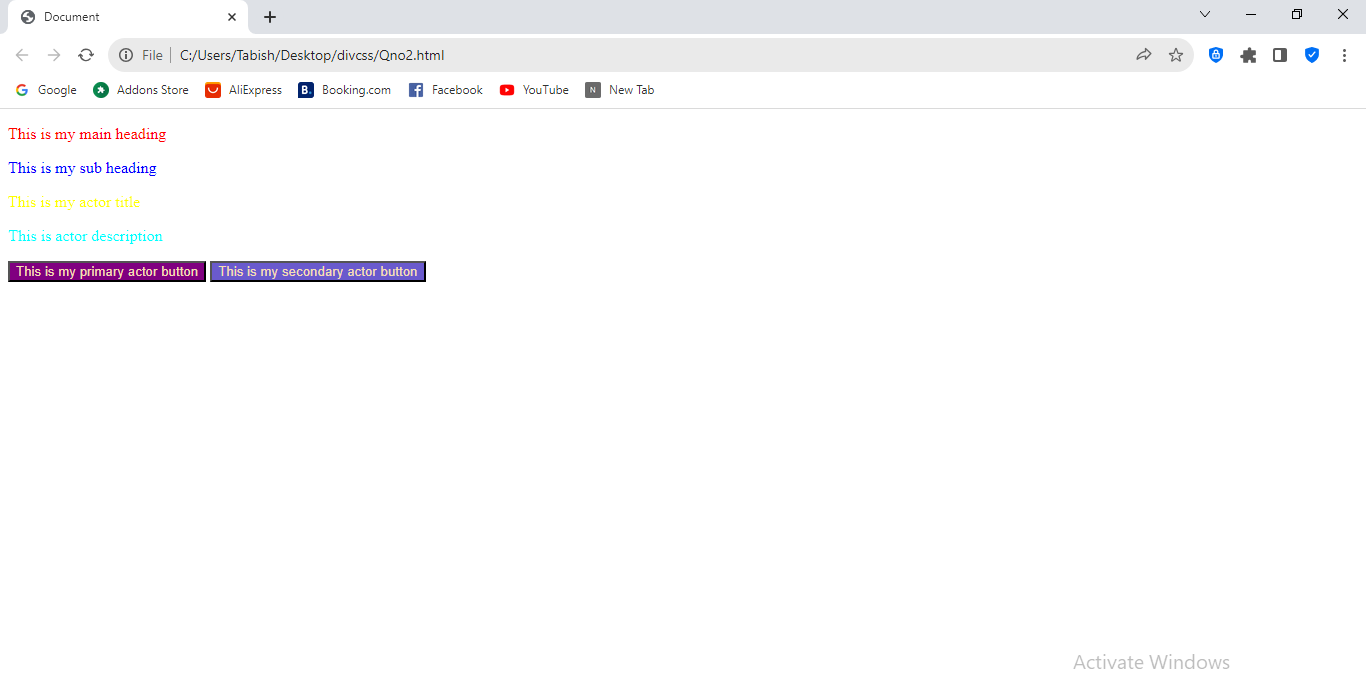 Document
File C:/Users/Tabish/Desktop/divcss/Qno2.html
Google Addons Store AliExpress B. Booking.com Facebook YouTube N New Tab
This is my main heading
This is my sub heading
This is my actor title
This is actor description
This is my primary actor button This is my secondary actor button
Activate Windows